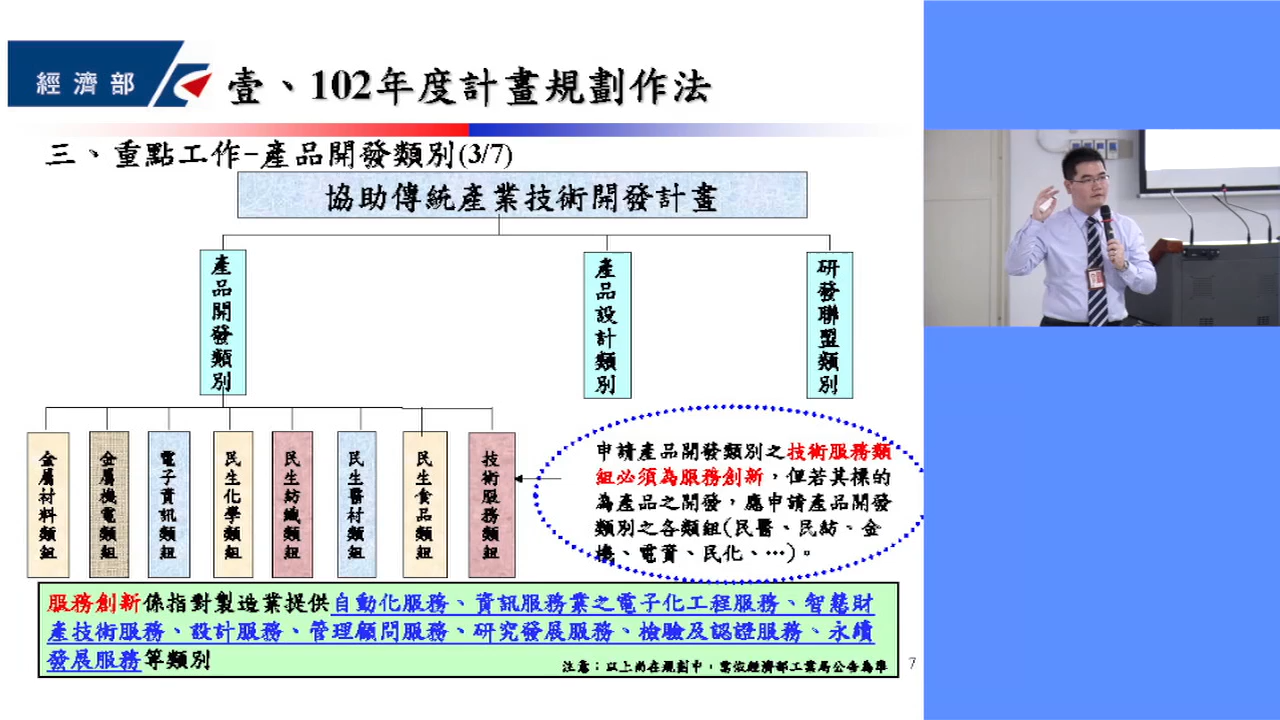 經濟部
壹、102年度計畫規劃作法
三、重點工作-產品開發類別(3/7)
協助傳統產業技術開發計畫
產品開發類別
產品設計類別
研發聯盟類別
金屬材料類組
金屬機電類組
電子資訊類組
民生化學類組
民生紡織類組
民生醫材類組
民生食品類組
技術服務類組
申請產品開發類別之技術服務類
組必須為服務創新，但若其標的
為產品之開發，應申請產品開發
類別之各類組(民醫、民紡、金
機、電資、民化、…)。
服務創新係指對製造業提供自動化服務、資訊服務業之電子化工程服務、智慧財
產技術服務、設計服務、管理顧問服務、研究發展服務、檢驗及認證服務、永續
發展服務等類別
注意：以上尚在規劃中，需依經濟部工業局公告為準
7